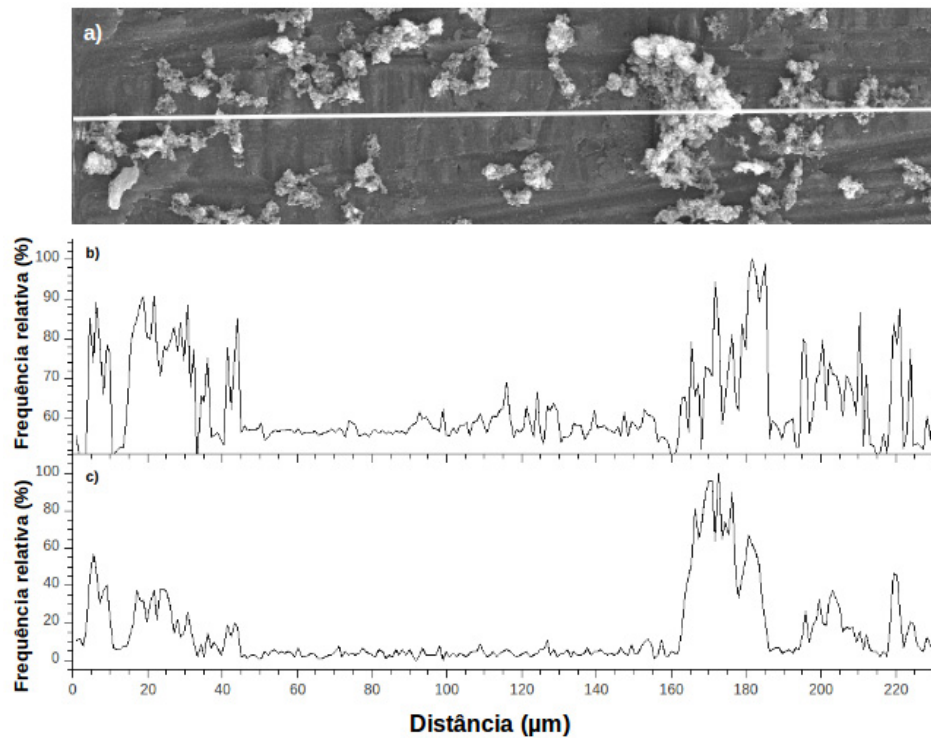 a)
b)
Frequência relativa (%)
100
90
80
70
60
c)
Frequência relativa (%)
100
80
60
40
20
0
0 20 40 60 80 100 120 140 160 180 200 220
Distância (µm)